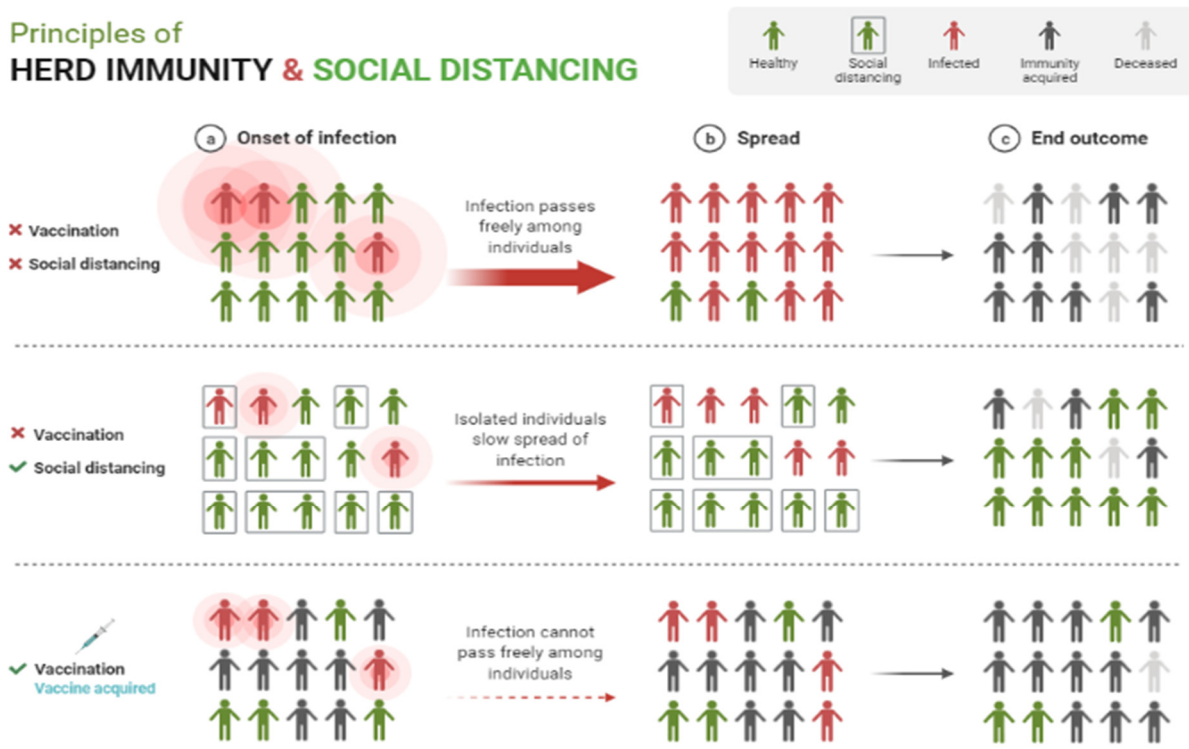 Principles of
HERD IMMUNITY & SOCIAL DISTANCING
Healthy
Social
distancing
Infected
Immunity
acquired
Deceased
a Onset of infection
b Spread
c End outcome
Vaccination
Social distancing
Infection passes
freely among
individuals
Vaccination
Social distancing
Isolated individuals
slow spread of
infection
Vaccination
Vaccine acquired
Infection cannot
pass freely among
individuals